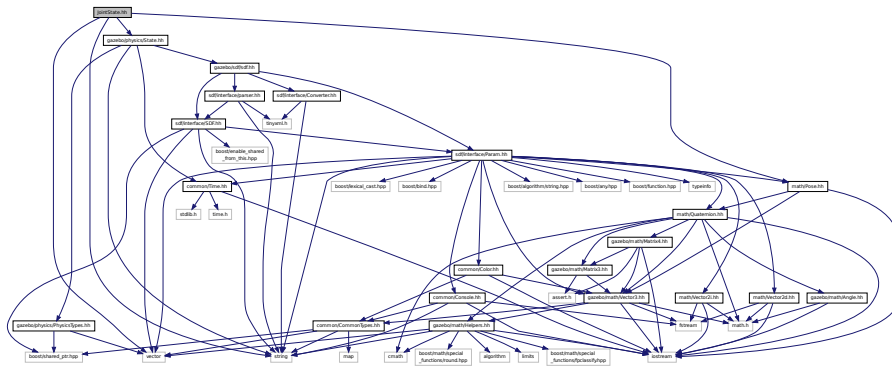 jointState.hh
gazebo/physics/State.hh
gazebo/sdf/sdf.hh
sdf/interface/parser.hh
sdf/interface/Converter.hh
sdf/interface/SDF.hh
tinyxml.h
boost/enable_shared
_from_this.hpp
sdf/interface/Param.hh
common/Time.hh
boost/lexical_cast.hpp
boost/bind.hpp
boost/algorithm/string.hpp
boost/any.hpp
boost/function.hpp
typeinfo
math/Pose.hh
stdlib.h
time.h
math/Quaternion.hh
gazebo/math/Matrix4.hh
common/Color.hh
gazebo/math/Matrix3.hh
common/Console.hh
assert.h
gazebo/math/Vector3.hh
math/Vector2i.hh
math/Vector2d.hh
gazebo/math/Angle.hh
gazebo/physics/PhysicsTypes.hh
common/CommonTypes.hh
gazebo/math/Helpers.hh
fstream
math.h
boost/shared_ptr.hpp
vector
string
map
cmath
boost/math/special
_functions/round.hpp
algorithm
limits
boost/math/special
_functions/fpclassify.hpp
iostream